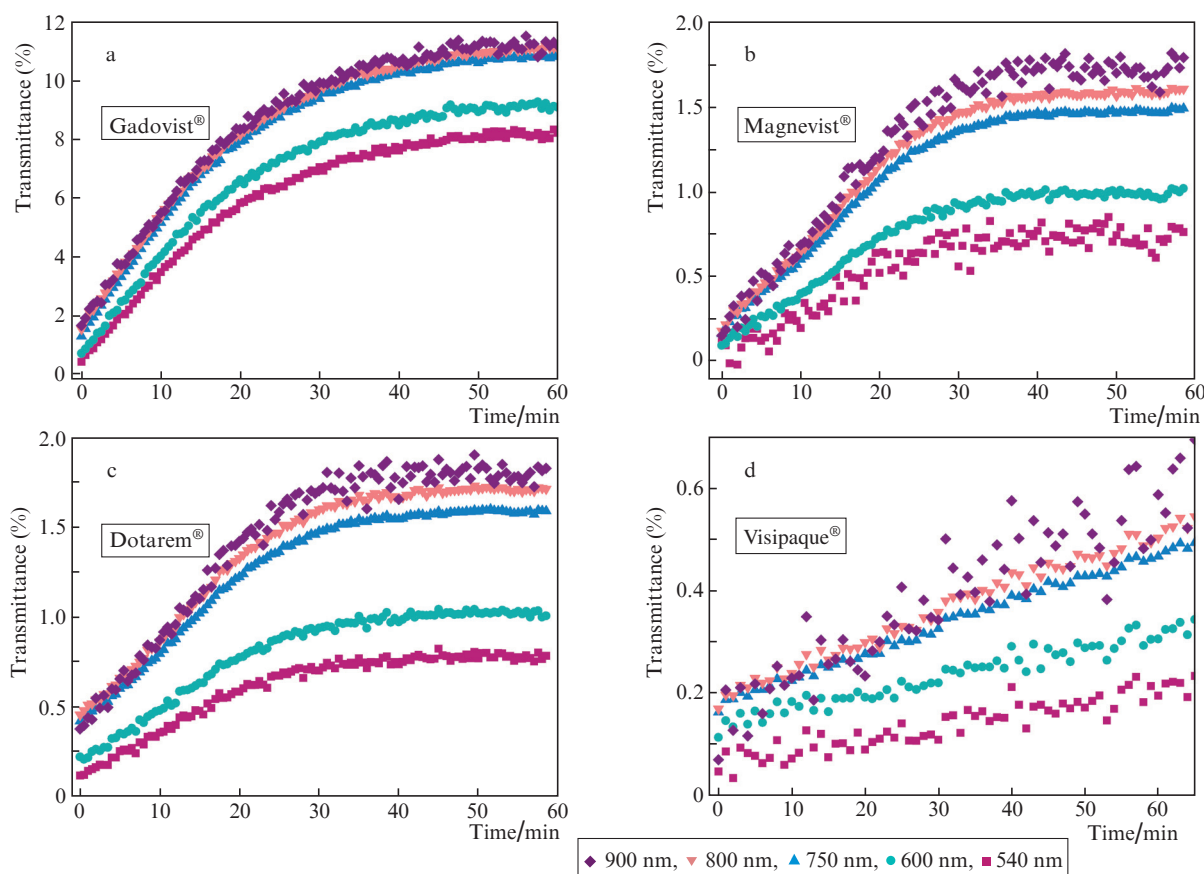 a
Gadovist®
Transmittance (%)
12
10
8
6
4
2
0
0 10 20 30 40 50 60
Time/min
b
Magnevist®
Transmittance (%)
2.0
1.5
1.0
0.5
0
0 10 20 30 40 50 60
Time/min
c
Dotarem®
Transmittance (%)
2.0
1.5
1.0
0.5
0
0 10 20 30 40 50 60
Time/min
d
Visipaque®
Transmittance (%)
0.6
0.4
0.2
0
0 10 20 30 40 50 60
Time/min
900 nm, 800 nm, 750 nm, 600 nm, 540 nm